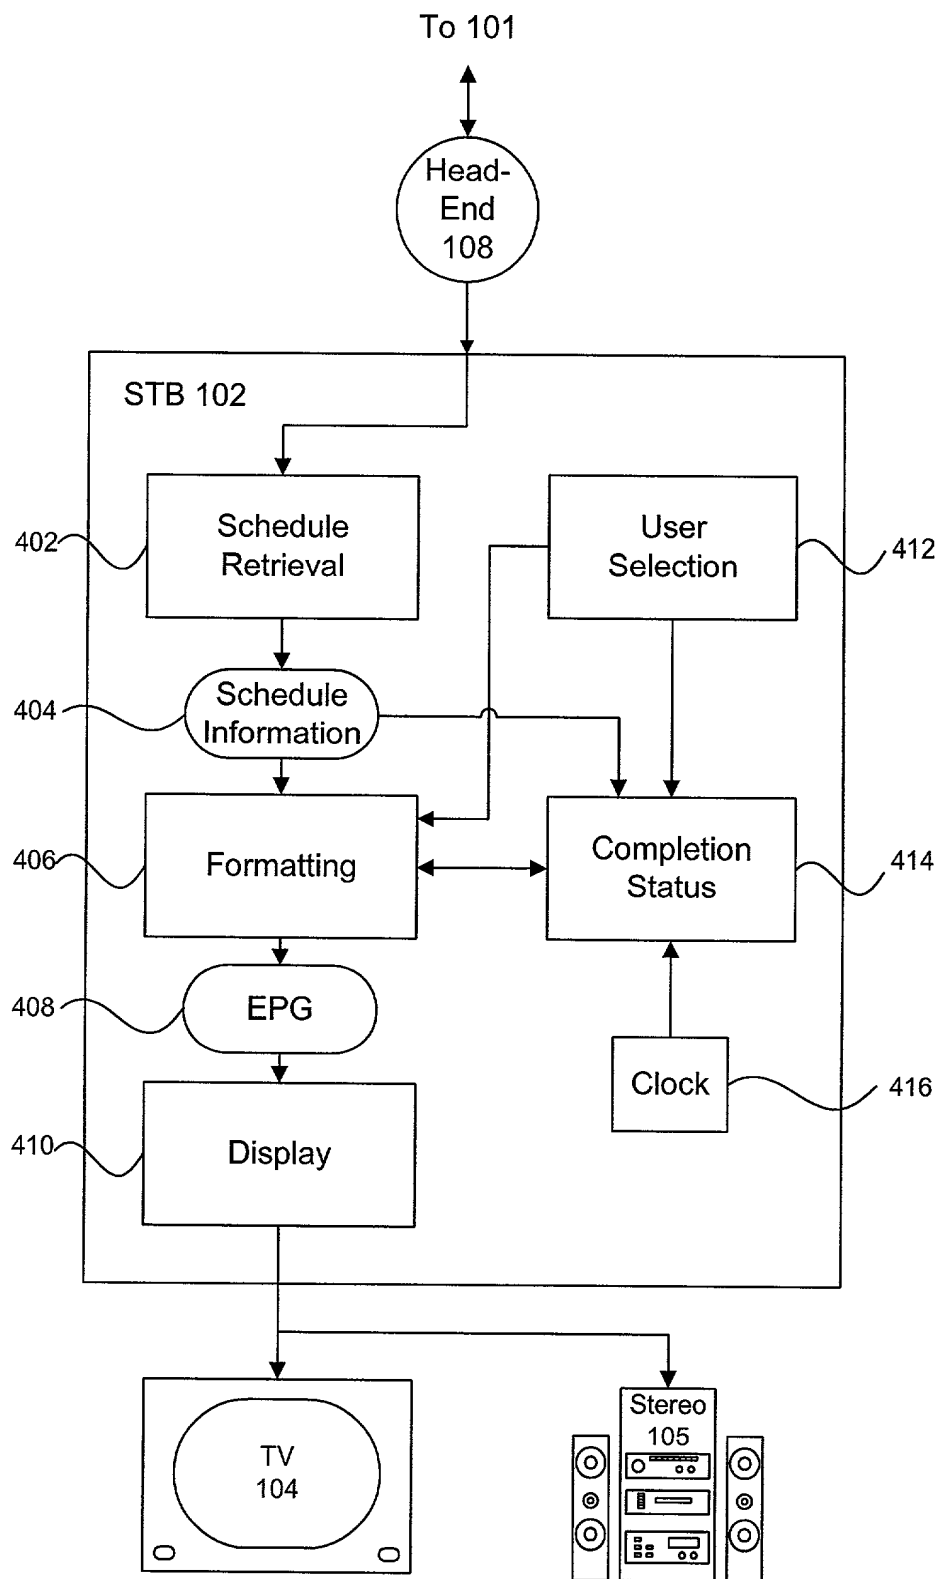 To 101
Head-
End
108
STB 102
402
Schedule
Retrieval
User
Selection
412
404
Schedule
Information
406
Formatting
Completion
Status
414
408
EPG
Clock
416
410
Display
TV
104
Stereo
105